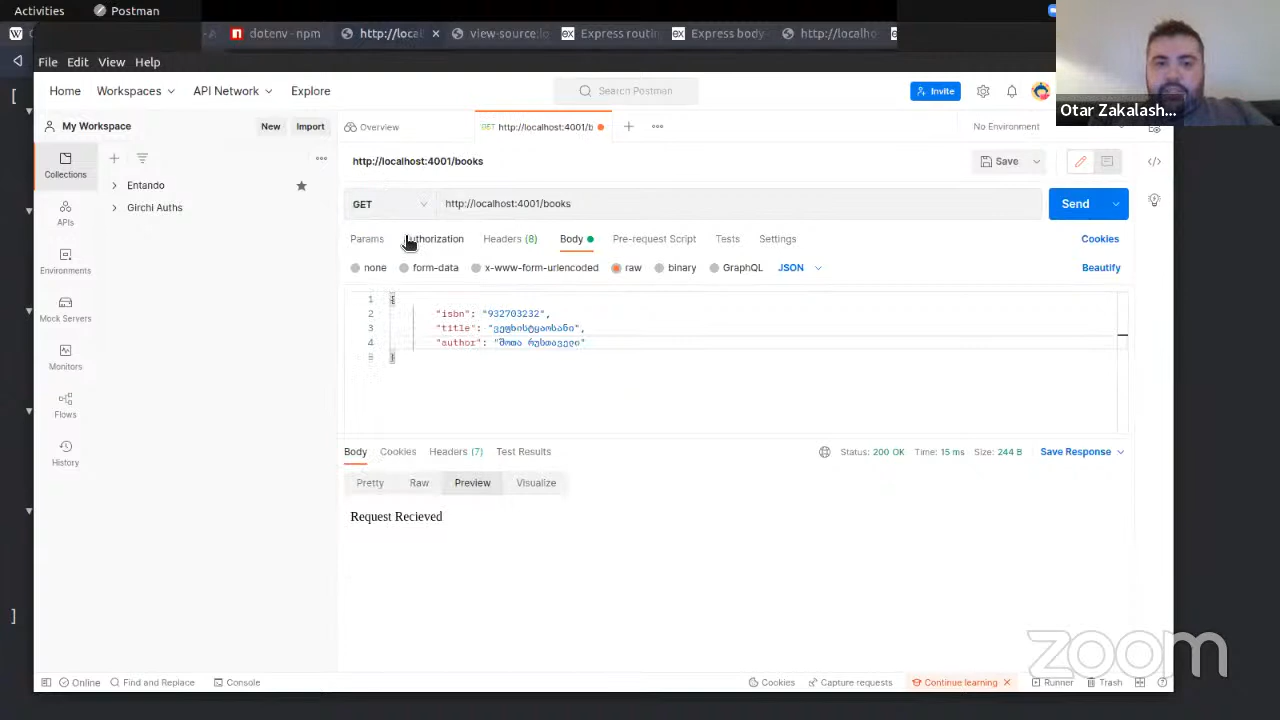 Activities Postman
dotenv - npm http://local view-source:lo Express routin Express body http://localho
File Edit View Help
[
Home Workspaces API Network Explore Search Postman Invite
Otar Zakalash...
My Workspace New Import Overview GET http://localhost:4001/b No Environment
Collections
http://localhost:4001/books Save
Entando
Girchi Auths
GET http://localhost:4001/books Send
APIs
Params Authorization Headers (8) Body Pre-request Script Tests Settings Cookies
Environments
none form-data x-www-form-urlencoded raw binary GraphQL JSON Beautify
Mock Servers
1 {
2 "isbn": "932703232",
3 "title": "ვეფხისტყაოსანი",
4 "author": "შოთა რუსთაველი"
5 }
Monitors
Flows
History
Body Cookies Headers (7) Test Results Status: 200 OK Time: 15 ms Size: 244 B Save Response
Pretty Raw Preview Visualize
Request Recieved
]
zoom
Online Find and Replace Console Cookies Capture requests Continue learning Runner Trash